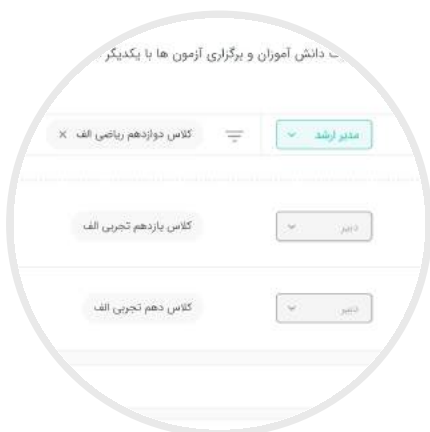 دانش آموزان و برگزاری آزمون ها با یکدیگر
مدیر ارشد کلاس دوازدهم ریاضی الف ×
دبیر کلاس یازدهم تجربی الف
دبیر کلاس دهم تجربی الف